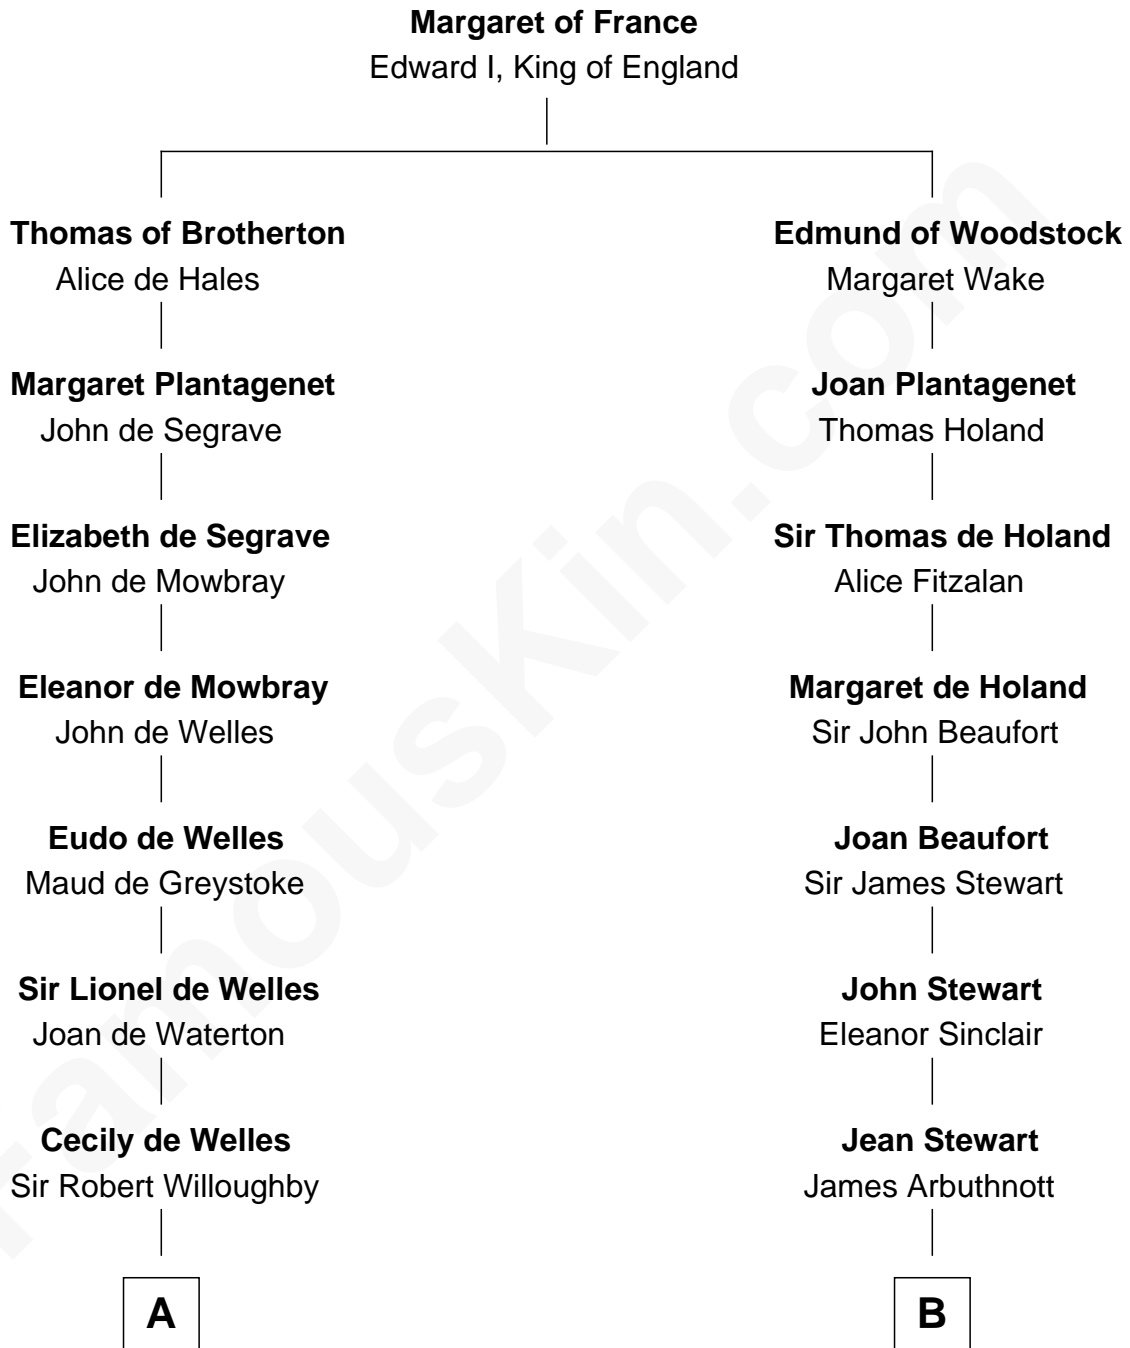 Margaret of France
Edward I, King of England
Thomas of Brotherton
Alice de Hales
Margaret Plantagenet
John de Segrave
Elizabeth de Segrave
John de Mowbray
Eleanor de Mowbray
John de Welles
Eudo de Welles
Maud de Greystoke
Sir Lionel de Welles
Joan de Waterton
Cecily de Welles
Sir Robert Willoughby
A
Edmund of Woodstock
Margaret Wake
Joan Plantagenet
Thomas Holand
Sir Thomas de Holand
Alice Fitzalan
Margaret de Holand
Sir John Beaufort
Joan Beaufort
Sir James Stewart
John Stewart
Eleanor Sinclair
Jean Stewart
James Arbuthnott
B
FamousKin.com